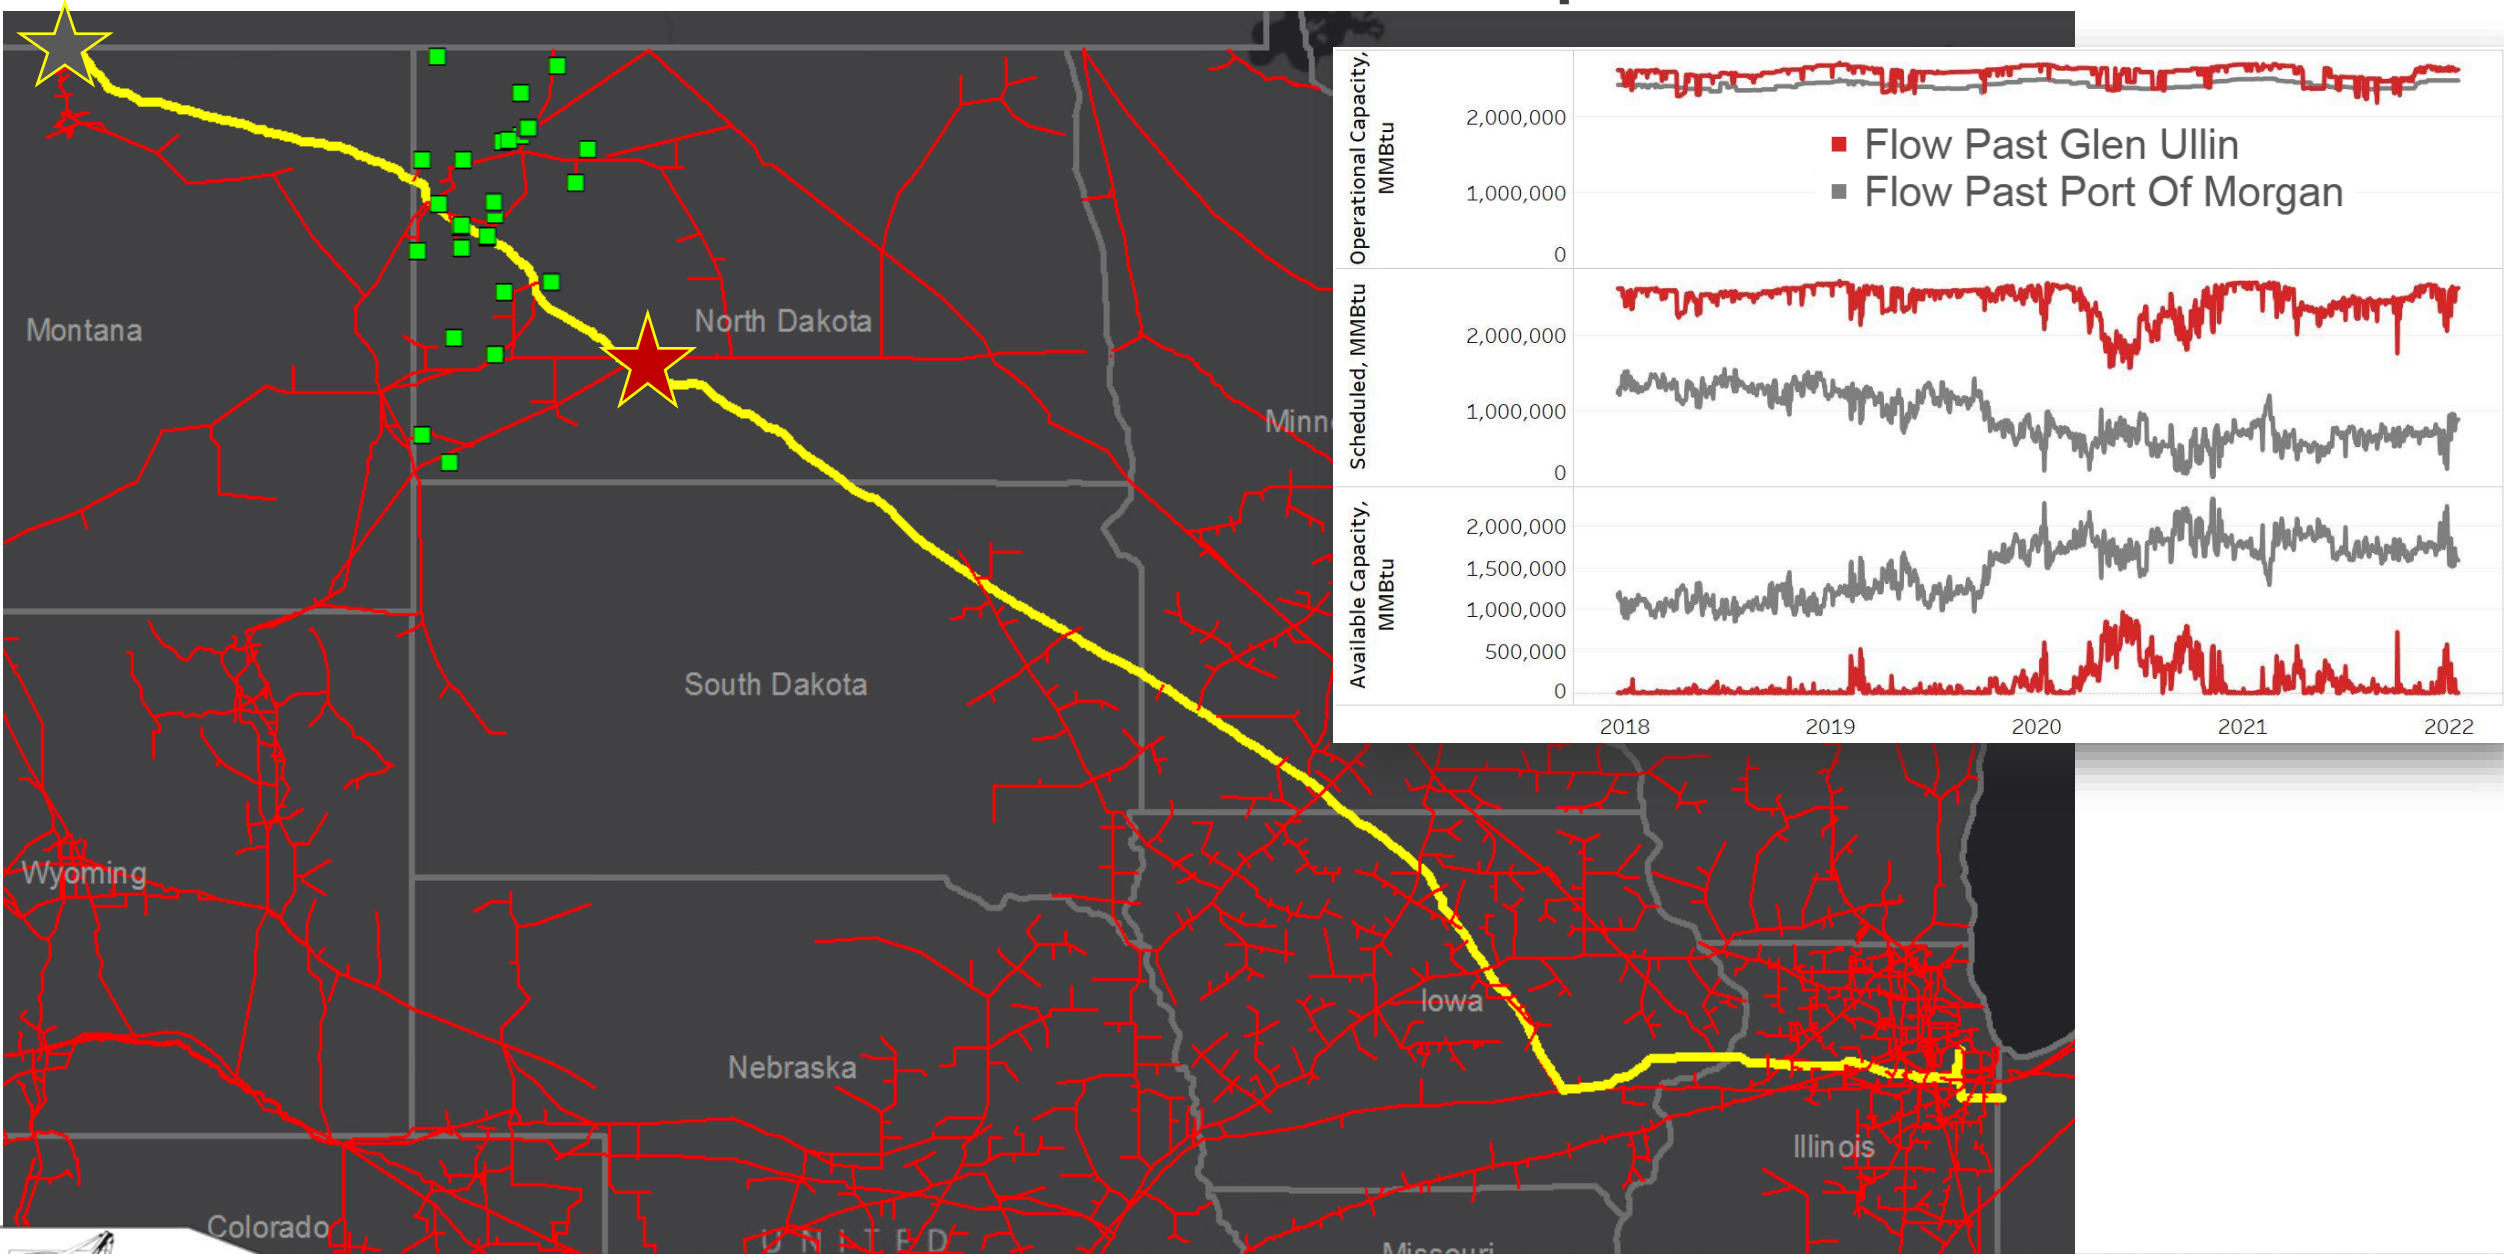 Operational Capacity,
MMBtu
2,000,000
1,000,000
0
Flow Past Glen Ullin
Flow Past Port Of Morgan
Scheduled, MMBtu
2,000,000
1,000,000
0
Available Capacity,
MMBtu
2,000,000
1,500,000
1,000,000
500,000
0
2018
2019
2020
2021
2022
Montana
North Dakota
Minn
South Dakota
Wyoming
Iowa
Nebraska
Illinois
Colorado
UNITED
Missouri